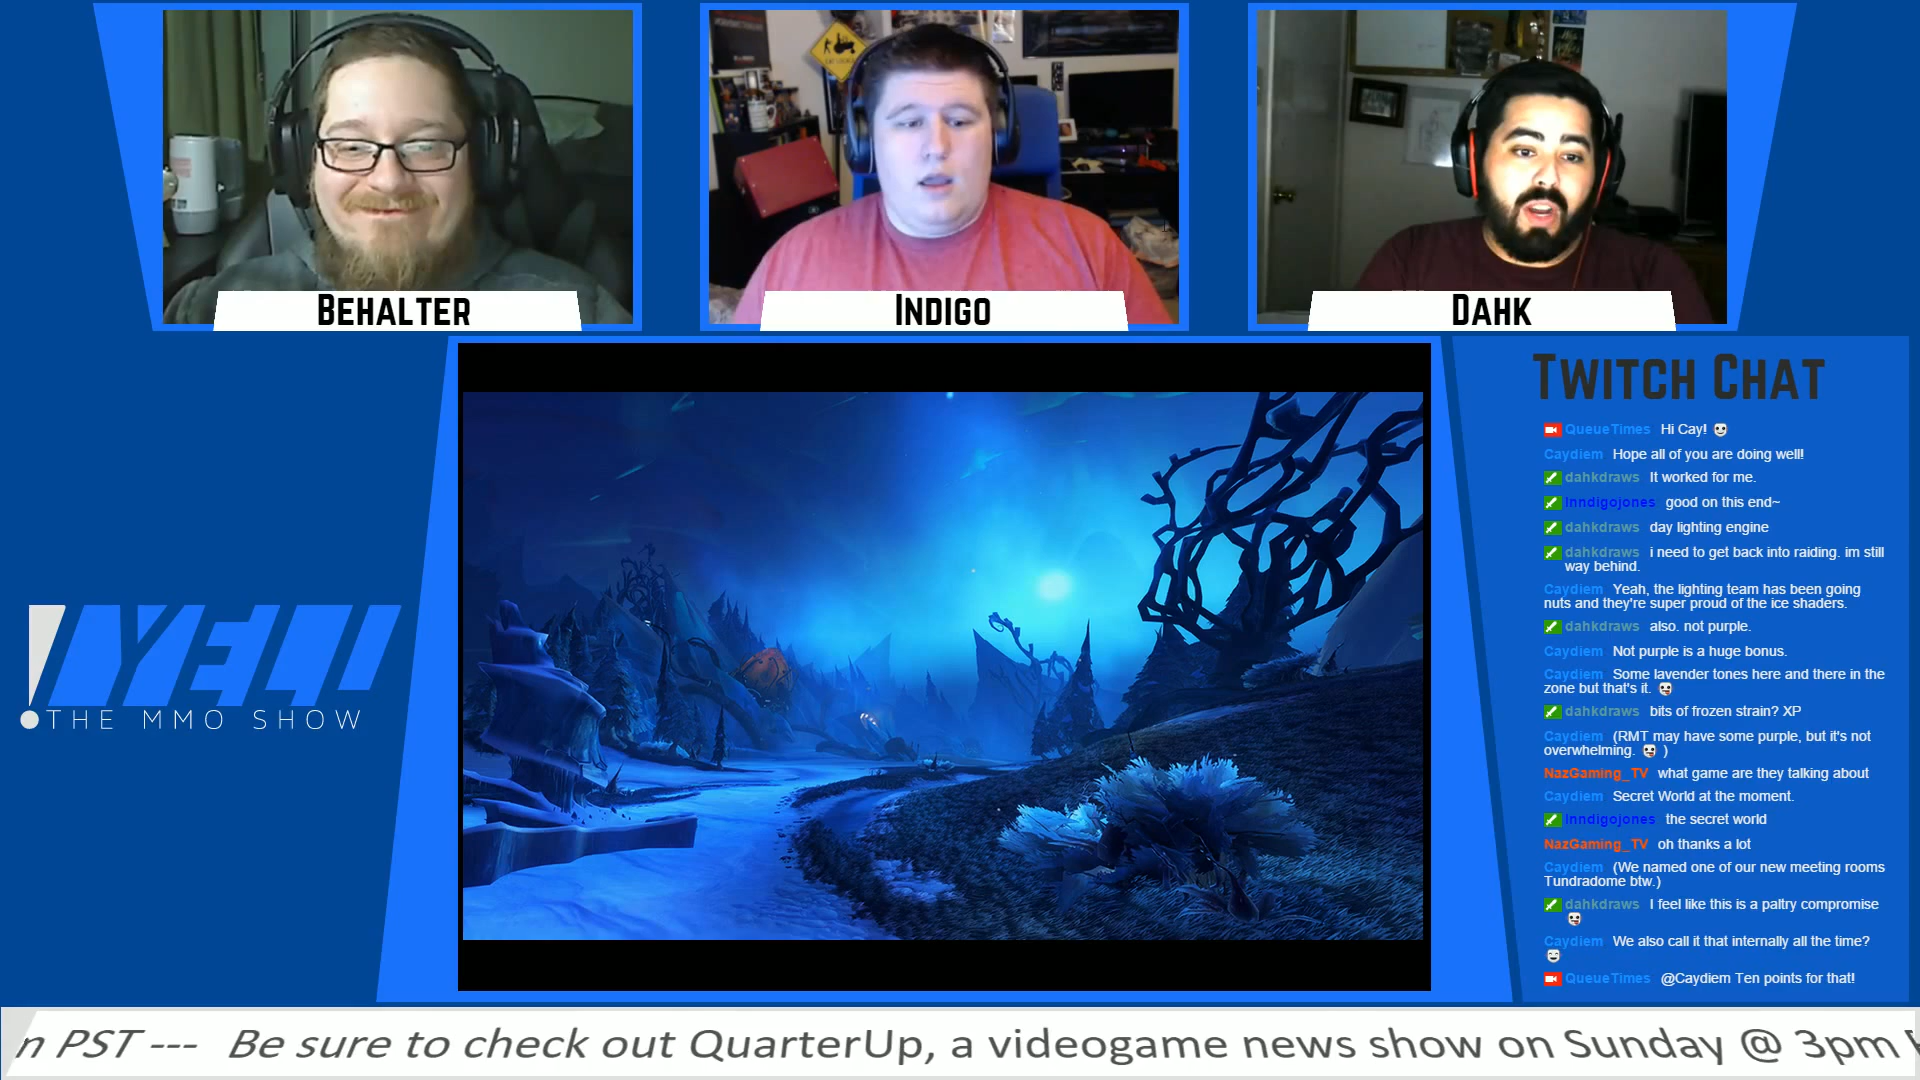 BEHALTER
INDIGO
DAHK
TWITCH CHAT
QueueTimes Hi Cay!
Caydiem Hope all of you are doing well!
dahkdraws It worked for me.
Inndigojones good on this end~
dahkdraws day lighting engine
dahkdraws i need to get back into raiding. im still
way behind.
Caydiem Yeah, the lighting team has been going
nuts and they're super proud of the ice shaders.
dahkdraws also. not purple.
Caydiem Not purple is a huge bonus.
Caydiem Some lavender tones here and there in the
zone but that's it.
dahkdraws bits of frozen strain? XP
Caydiem (RMT may have some purple, but it's not
overwhelming. )
NazGaming_TV what game are they talking about
Caydiem Secret World at the moment.
Inndigojones the secret world
NazGaming_TV oh thanks a lot
Caydiem (We named one of our new meeting rooms
Tundradome btw.)
dahkdraws I feel like this is a paltry compromise
Caydiem We also call it that internally all the time?
QueueTimes @Caydiem Ten points for that!
!YELI
THE MMO SHOW
n PST --- Be sure to check out QuarterUp, a videogame news show on Sunday @ 3pm